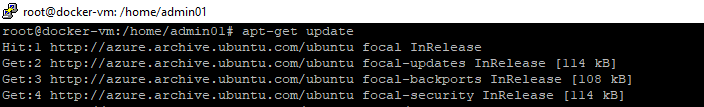 root@docker-vm: /home/admin01
root@docker-vm:/home/admin01# apt-get update
Hit:1 http://azure.archive.ubuntu.com/ubuntu focal InRelease
Get:2 http://azure.archive.ubuntu.com/ubuntu focal-updates InRelease [114 kB]
Get:3 http://azure.archive.ubuntu.com/ubuntu focal-backports InRelease [108 kB]
Get:4 http://azure.archive.ubuntu.com/ubuntu focal-security InRelease [114 kB]